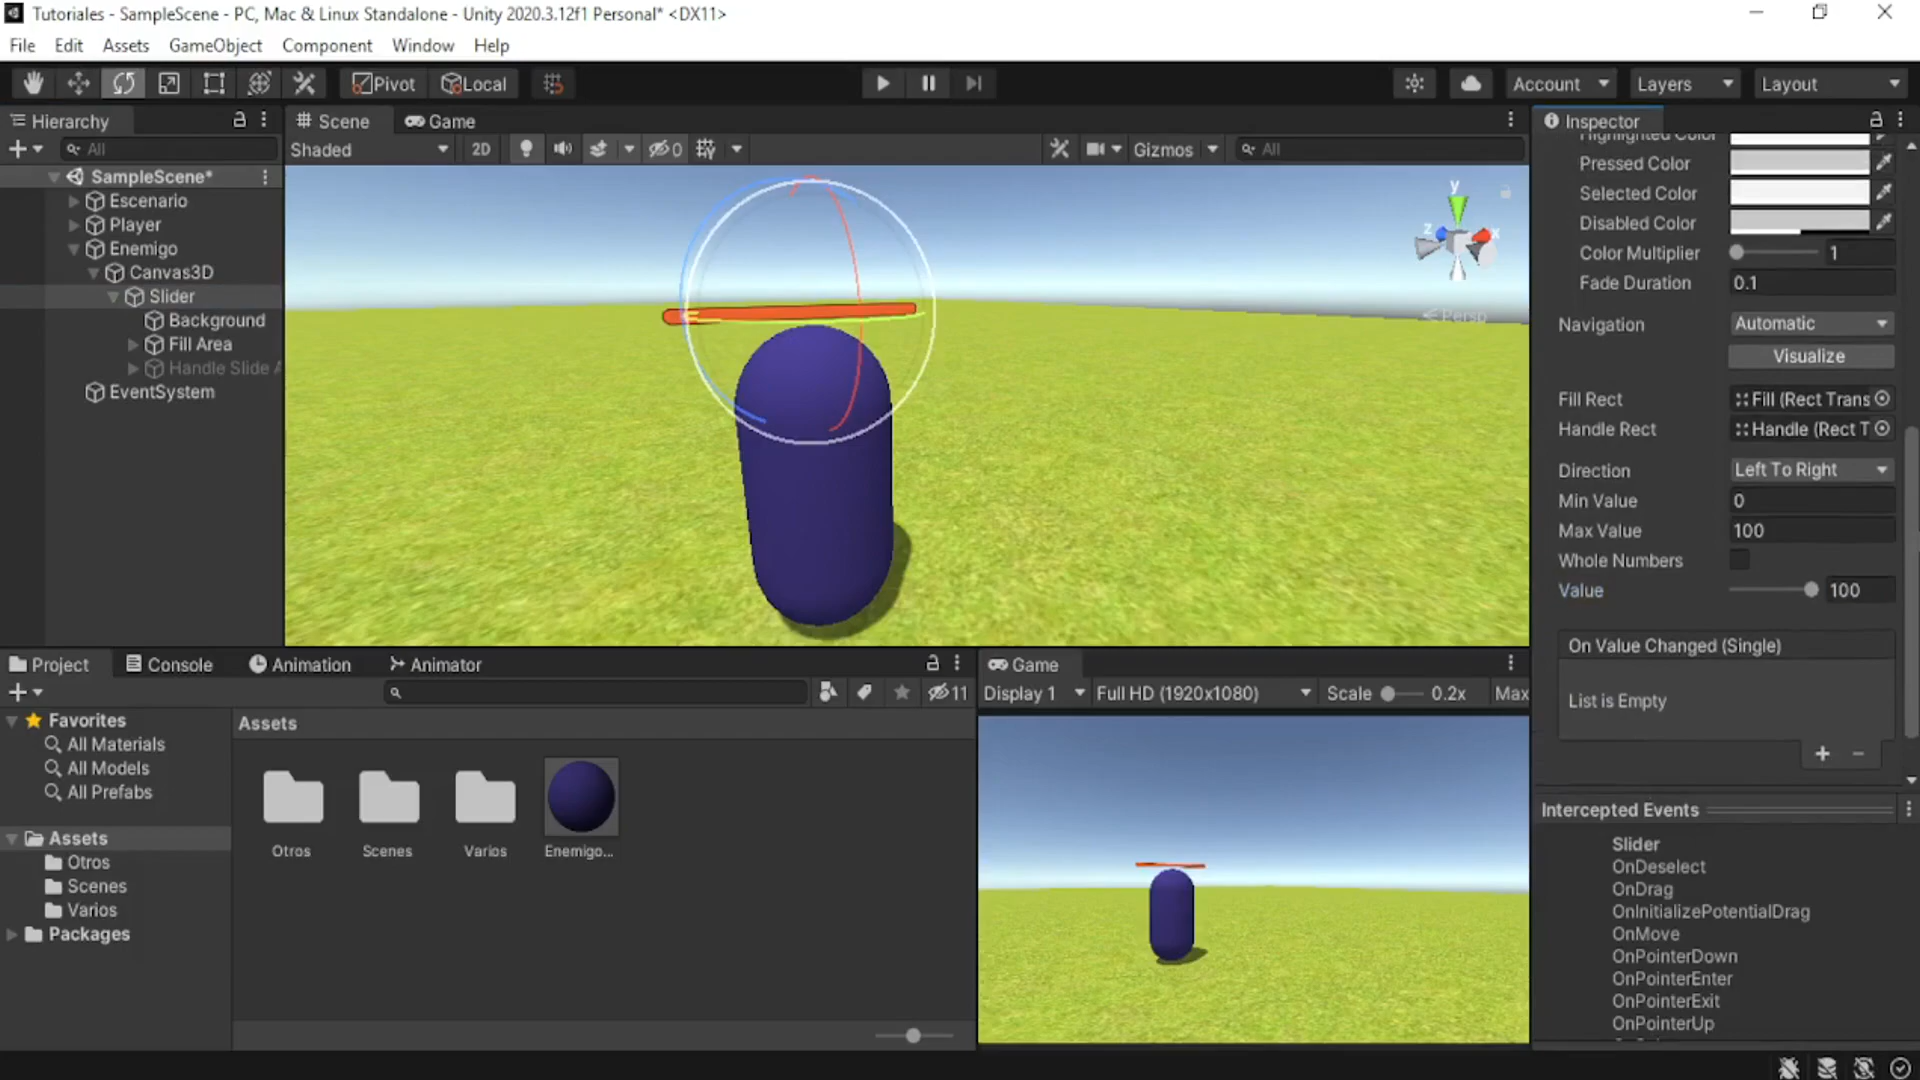 Tutoriales - SampleScene - PC, Mac & Linux Standalone - Unity 2020.3.12f1 Personal* <DX11>
File Edit Assets GameObject Component Window Help
Pivot Local Account Layers Layout
Hierarchy
All
SampleScene*
Escenario
Player
Enemigo
Canvas3D
Slider
Background
Fill Area
Handle Slide A
EventSystem
Scene Game
Shaded 2D 0 Gizmos All
y
z
x
Persp
Inspector
Highlighted Color
Pressed Color
Selected Color
Disabled Color
Color Multiplier 1
Fade Duration 0.1
Navigation Automatic
Visualize
Fill Rect Fill (Rect Trans
Handle Rect Handle (Rect T
Direction Left To Right
Min Value 0
Max Value 100
Whole Numbers
Value 100
On Value Changed (Single)
List is Empty
+ −
Intercepted Events
Slider
OnDeselect
OnDrag
OnInitializePotentialDrag
OnMove
OnPointerDown
OnPointerEnter
OnPointerExit
OnPointerUp
Project Console Animation Animator
11
Favorites
All Materials
All Models
All Prefabs
Assets
Otros
Scenes
Varios
Packages
Assets
Otros Scenes Varios Enemigo...
Game
Display 1 Full HD (1920x1080) Scale 0.2x Max